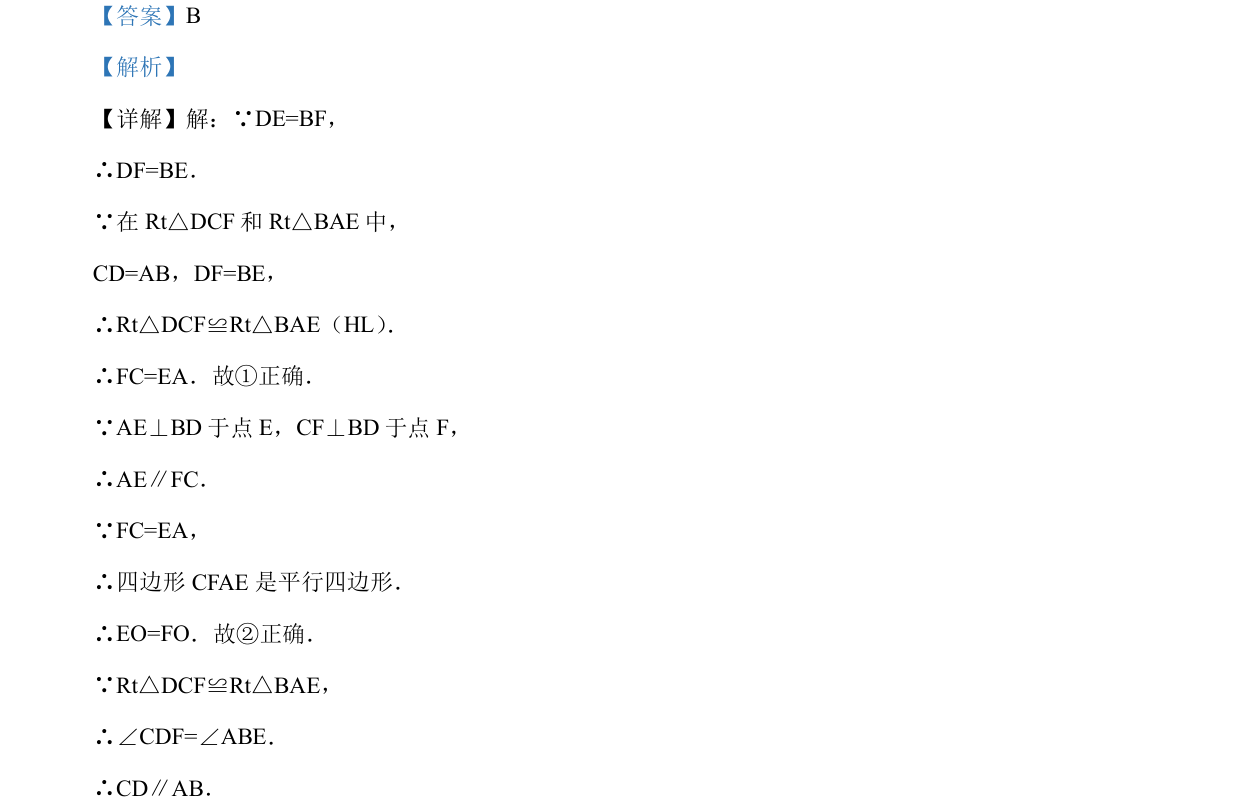 【答案】B
【解析】
【详解】解：∵DE=BF，
∴DF=BE．
∵在 Rt△DCF 和 Rt△BAE 中，
CD=AB，DF=BE，
∴Rt△DCF≌Rt△BAE（HL）．
∴FC=EA．故①正确．
∵AE⊥BD 于点 E，CF⊥BD 于点 F，
∴AE∥FC．
∵FC=EA，
∴四边形 CFAE 是平行四边形．
∴EO=FO．故②正确．
∵Rt△DCF≌Rt△BAE，
∴∠CDF=∠ABE．
∴CD∥AB．